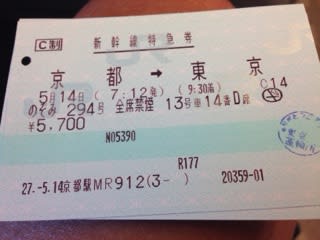 C制
新幹線特急券
京都 → 東京
5月14日 (7:12発) (9:30着) C14
のぞみ 294号 全席禁煙 13号車 14番D席
¥5,700
N05390
東京
R177
27.-5.14京都駅MR912(3- ) 20359-01